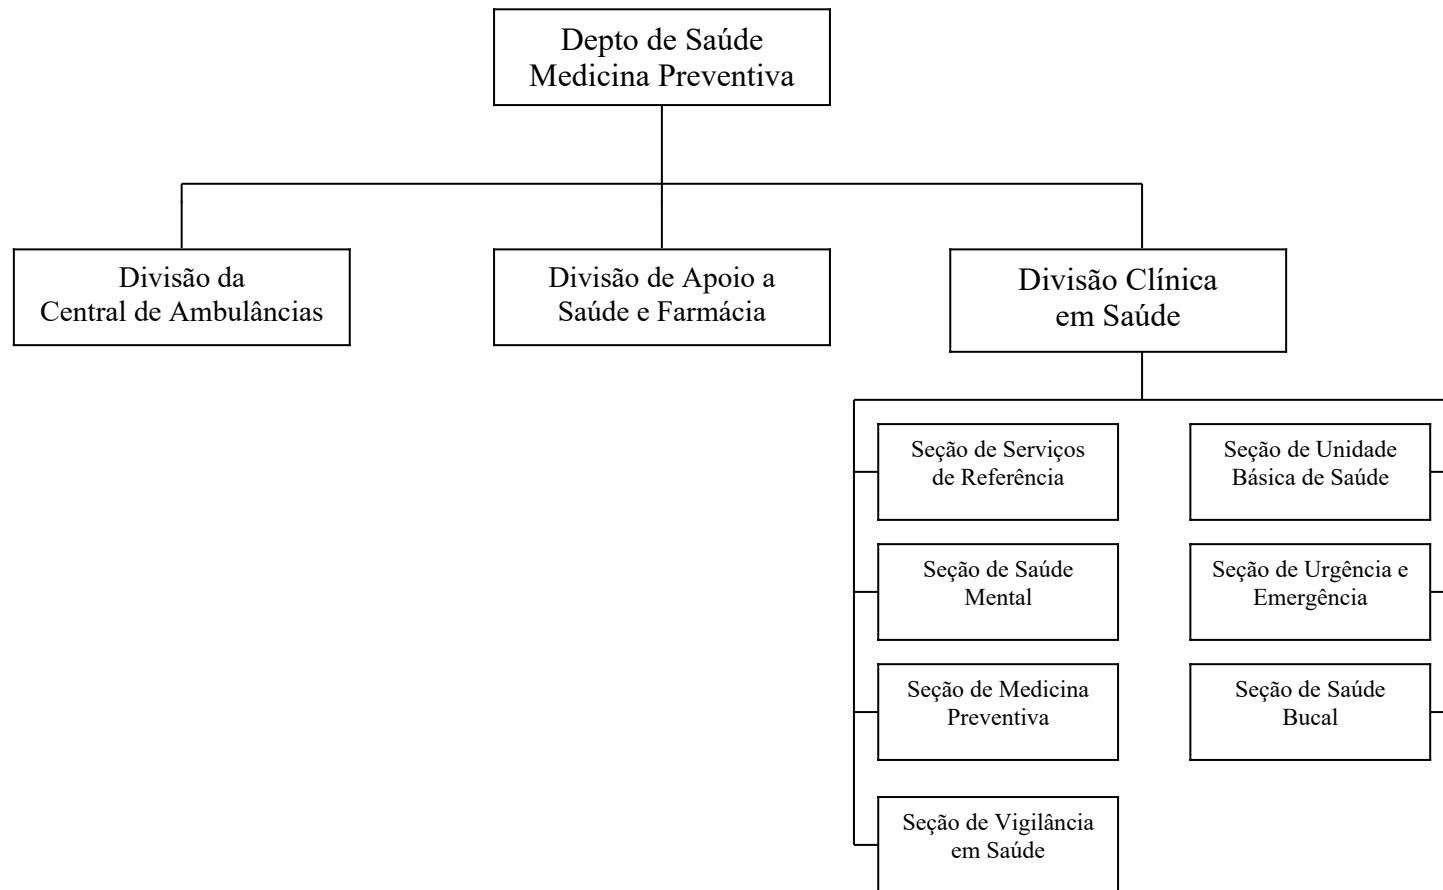 Depto de Saúde
Medicina Preventiva
Divisão da
Central de Ambulâncias
Divisão de Apoio a
Saúde e Farmácia
Divisão Clínica
em Saúde
Seção de Serviços
de Referência
Seção de Unidade
Básica de Saúde
Seção de Saúde
Mental
Seção de Urgência e
Emergência
Seção de Medicina
Preventiva
Seção de Saúde
Bucal
Seção de Vigilância
em Saúde